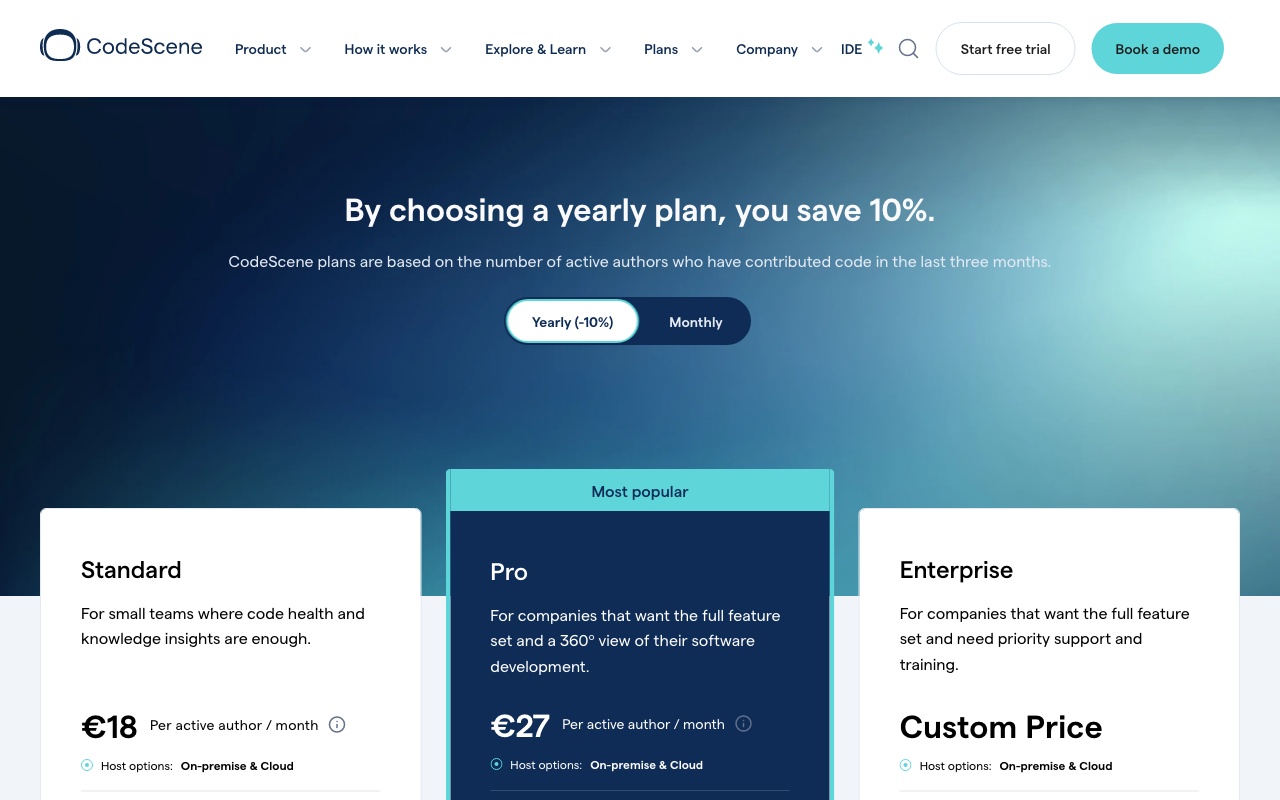 CodeScene
Product
How it works
Explore & Learn
Plans
Company
IDE
Start free trial
Book a demo
By choosing a yearly plan, you save 10%.
CodeScene plans are based on the number of active authors who have contributed code in the last three months.
Yearly (-10%)
Monthly
Standard
For small teams where code health and
knowledge insights are enough.
€18 Per active author / month
Host options: On-premise & Cloud
Most popular
Pro
For companies that want the full feature
set and a 360º view of their software
development.
€27 Per active author / month
Host options: On-premise & Cloud
Enterprise
For companies that want the full feature
set and need priority support and
training.
Custom Price
Host options: On-premise & Cloud